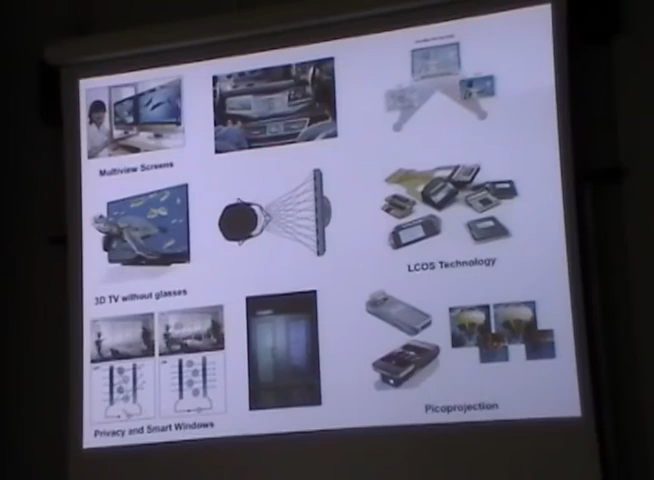 Multiview Screens
3D TV without glasses
LCOS Technology
Privacy and Smart Windows
Picoprojection